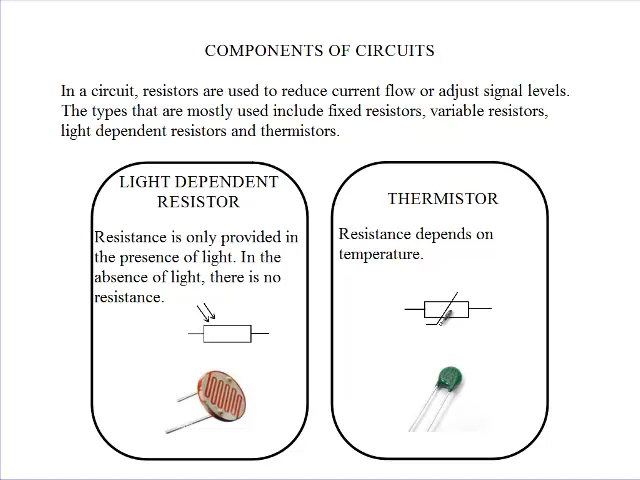 COMPONENTS OF CIRCUITS
In a circuit, resistors are used to reduce current flow or adjust signal levels.
The types that are mostly used include fixed resistors, variable resistors,
light dependent resistors and thermistors.
LIGHT DEPENDENT
RESISTOR
Resistance is only provided in
the presence of light. In the
absence of light, there is no
resistance.
THERMISTOR
Resistance depends on
temperature.